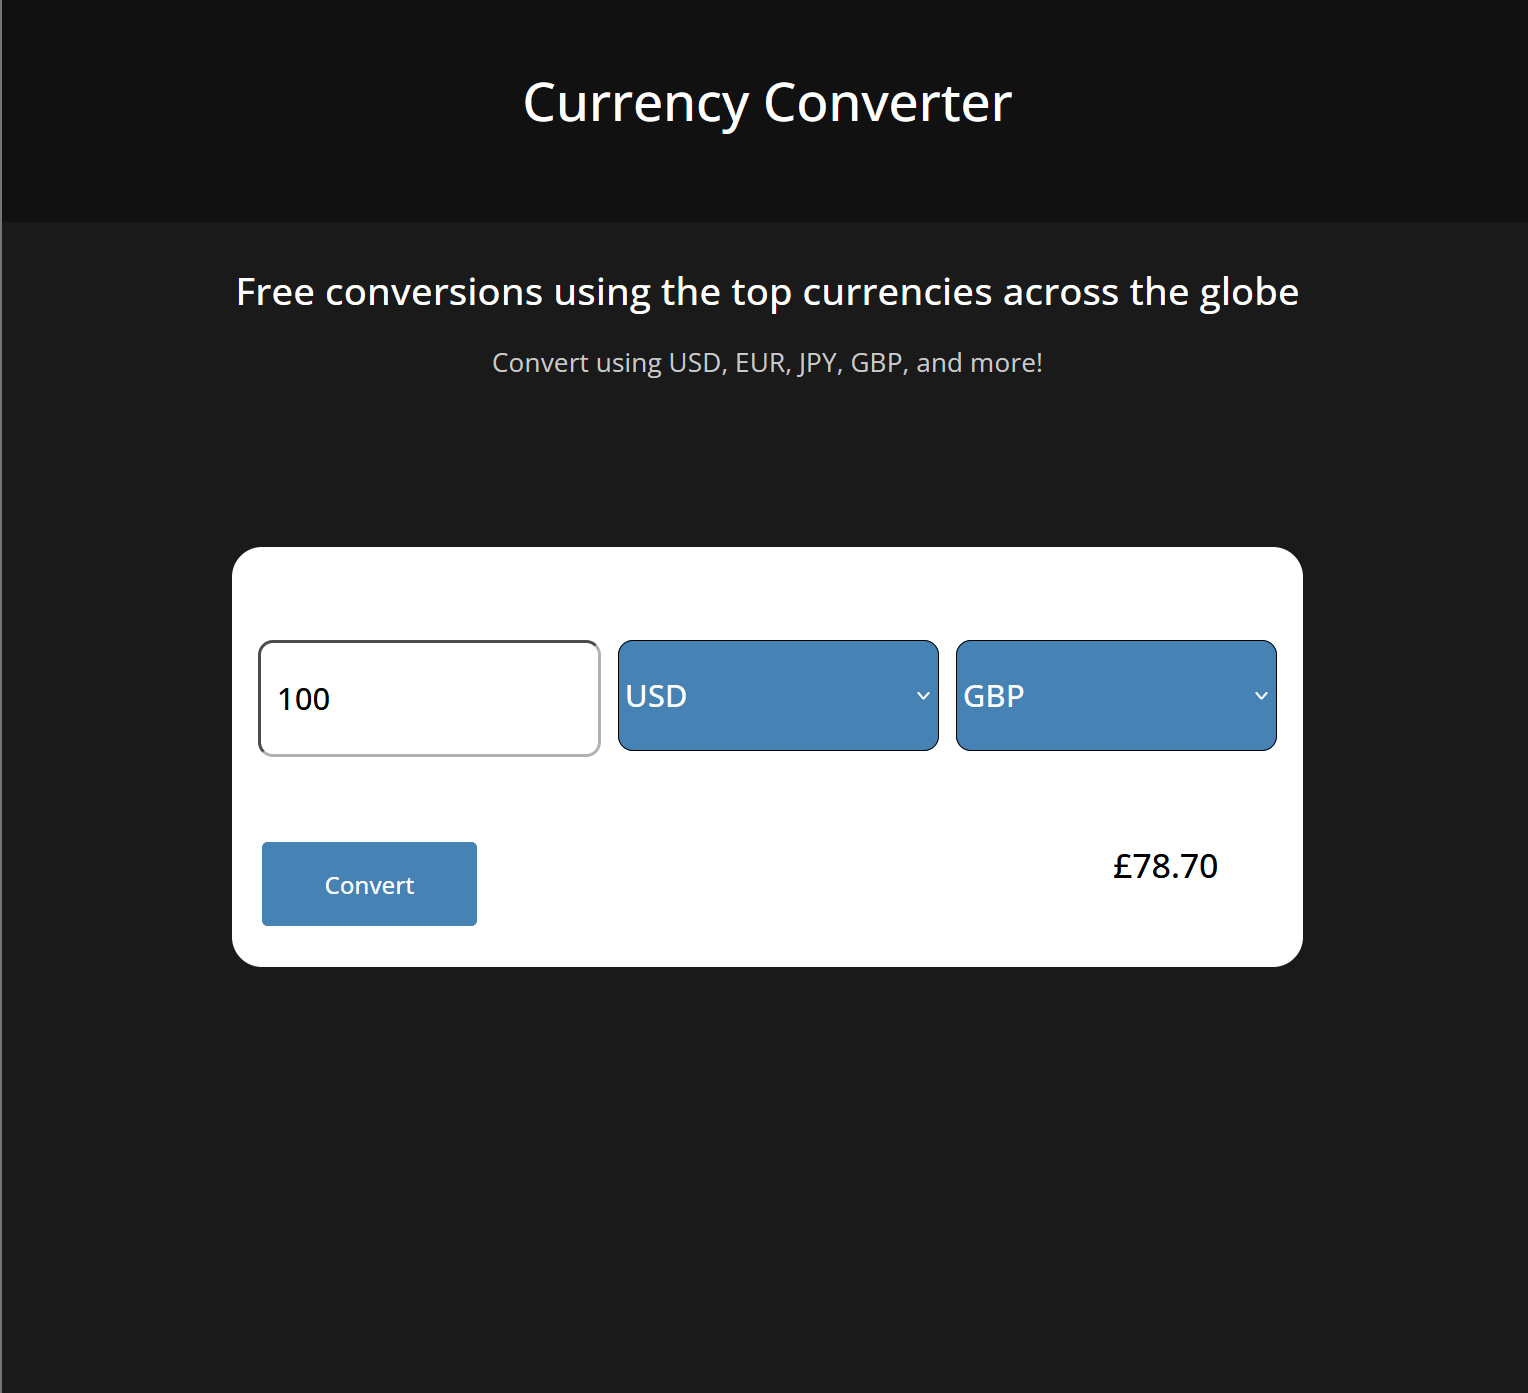 Currency Converter
Free conversions using the top currencies across the globe
Convert using USD, EUR, JPY, GBP, and more!
100
USD
GBP
Convert
£78.70